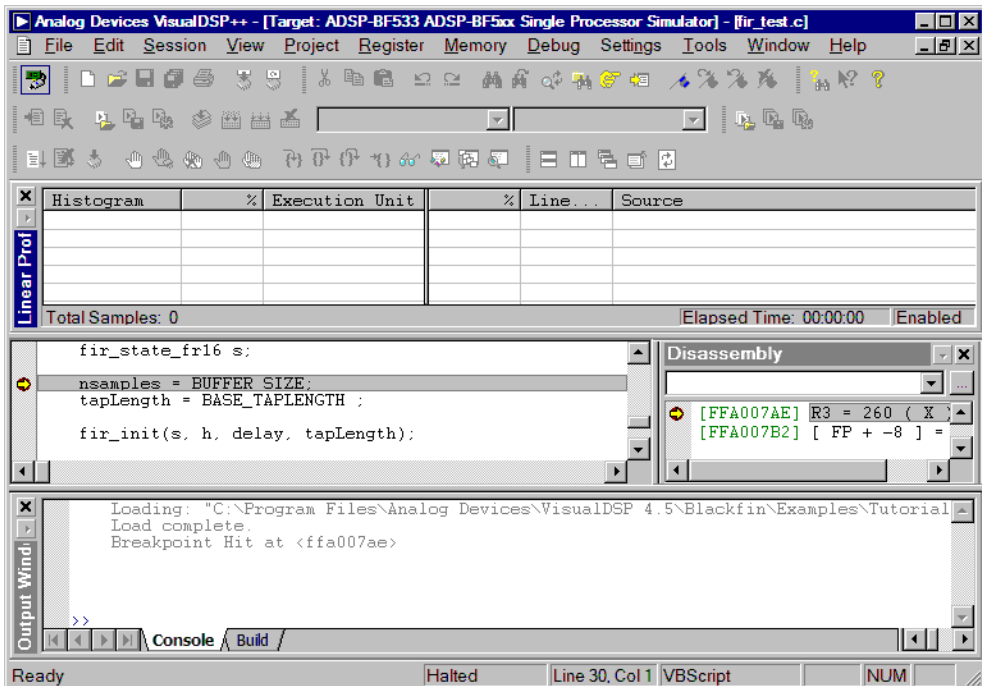 Analog Devices VisualDSP++ - [Target: ADSP-BF533 ADSP-BF5xx Single Processor Simulator] - [fir_test.c]
File Edit Session View Project Register Memory Debug Settings Tools Window Help
Linear Prof
Histogram % Execution Unit % Line... Source
Total Samples: 0 Elapsed Time: 00:00:00 Enabled
fir_state_fr16 s;
nsamples = BUFFER_SIZE;
tapLength = BASE_TAPLENGTH ;
fir_init(s, h, delay, tapLength);
Disassembly
...
[FFA007AE] R3 = 260 ( X )
[FFA007B2] [ FP + -8 ] =
Output Wind
Loading: "C:\Program Files\Analog Devices\VisualDSP 4.5\Blackfin\Examples\Tutorial
Load complete.
Breakpoint Hit at <ffa007ae>
>>
Console Build
Ready Halted Line 30, Col 1 VBScript NUM